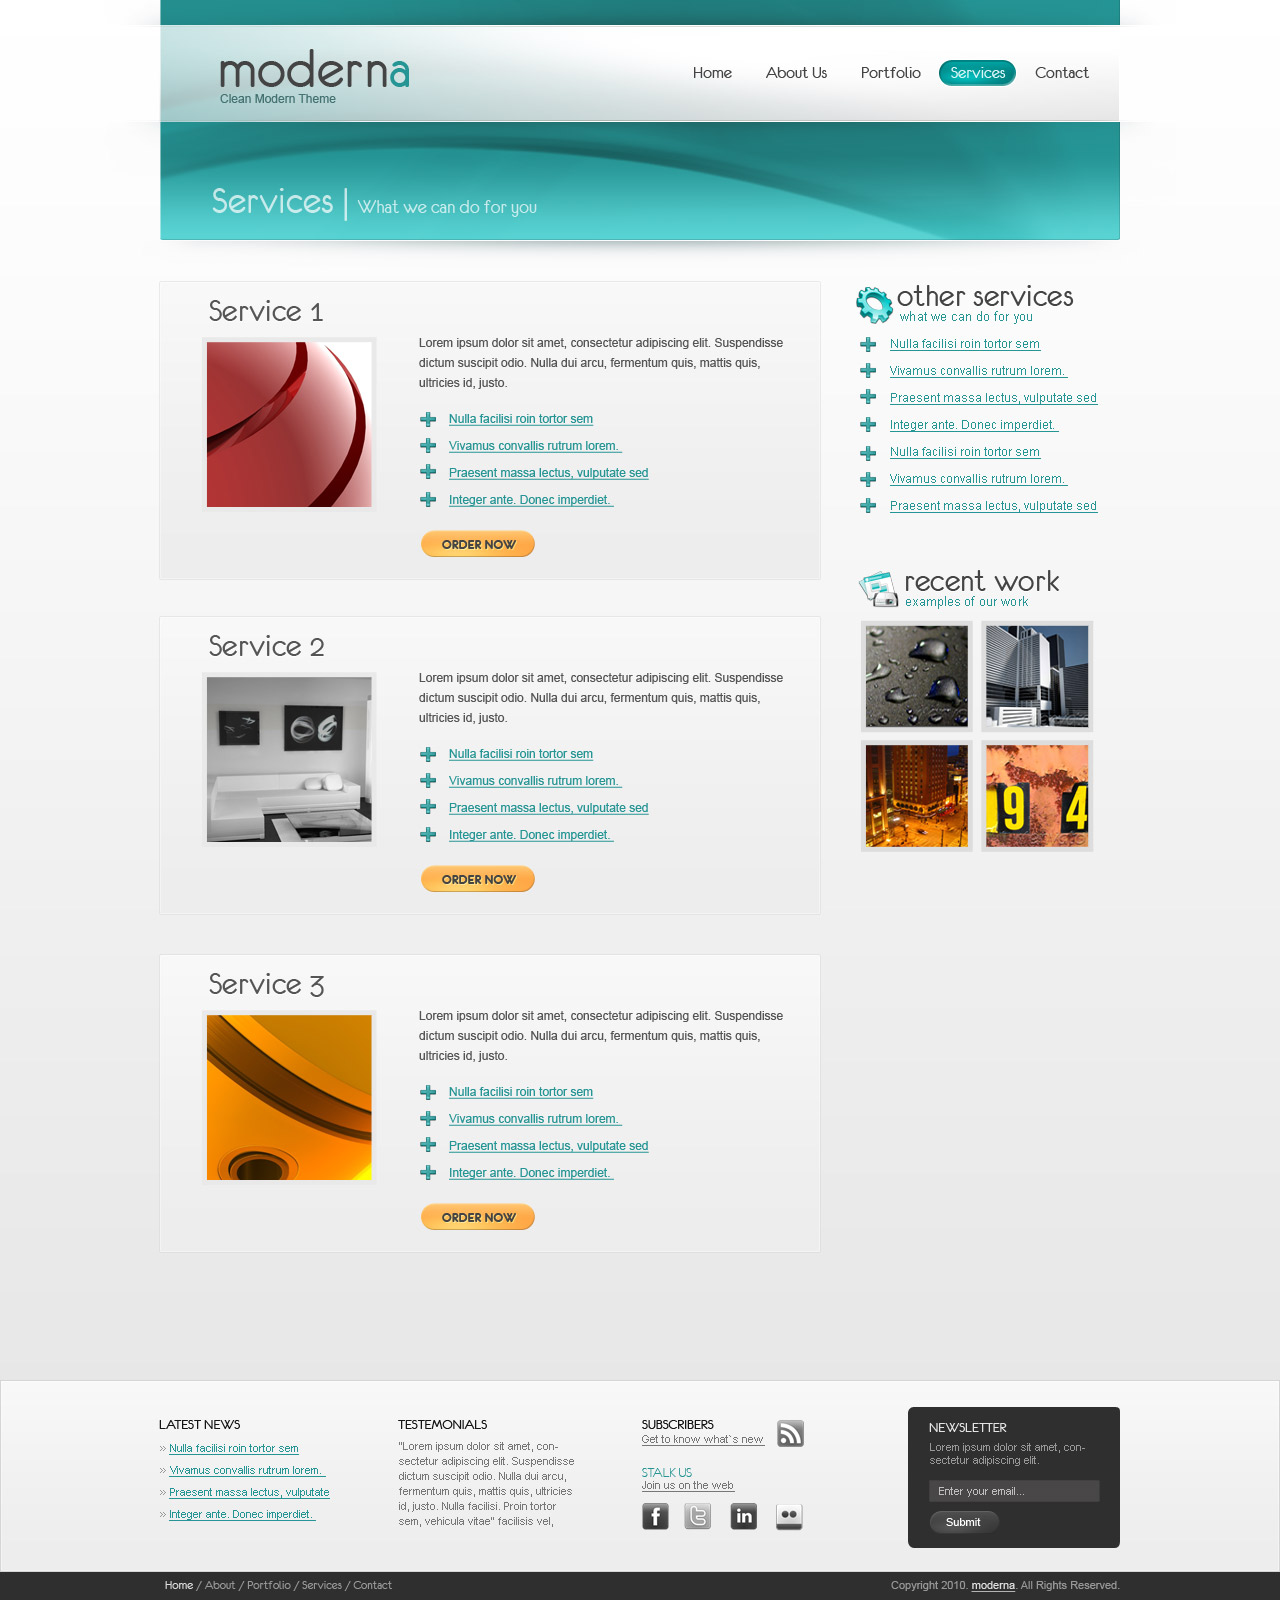 moderna
Clean Modern Theme
Home About Us Portfolio Services Contact
Services | What we can do for you
Service 1
Lorem ipsum dolor sit amet, consectetur adipiscing elit. Suspendisse
dictum suscipit odio. Nulla dui arcu, fermentum quis, mattis quis,
ultricies id, justo.
Nulla facilisi roin tortor sem
Vivamus convallis rutrum lorem.
Praesent massa lectus, vulputate sed
Integer ante. Donec imperdiet.
ORDER NOW
Service 2
Lorem ipsum dolor sit amet, consectetur adipiscing elit. Suspendisse
dictum suscipit odio. Nulla dui arcu, fermentum quis, mattis quis,
ultricies id, justo.
Nulla facilisi roin tortor sem
Vivamus convallis rutrum lorem.
Praesent massa lectus, vulputate sed
Integer ante. Donec imperdiet.
ORDER NOW
Service 3
Lorem ipsum dolor sit amet, consectetur adipiscing elit. Suspendisse
dictum suscipit odio. Nulla dui arcu, fermentum quis, mattis quis,
ultricies id, justo.
Nulla facilisi roin tortor sem
Vivamus convallis rutrum lorem.
Praesent massa lectus, vulputate sed
Integer ante. Donec imperdiet.
ORDER NOW
other services
what we can do for you
Nulla facilisi roin tortor sem
Vivamus convallis rutrum lorem.
Praesent massa lectus, vulputate sed
Integer ante. Donec imperdiet.
Nulla facilisi roin tortor sem
Vivamus convallis rutrum lorem.
Praesent massa lectus, vulputate sed
recent work
examples of our work
9 4
LATEST NEWS
» Nulla facilisi roin tortor sem
» Vivamus convallis rutrum lorem.
» Praesent massa lectus, vulputate
» Integer ante. Donec imperdiet.
TESTEMONIALS
"Lorem ipsum dolor sit amet, con-
sectetur adipiscing elit. Suspendisse
dictum suscipit odio. Nulla dui arcu,
fermentum quis, mattis quis, ultricies
id, justo. Nulla facilisi. Proin tortor
sem, vehicula vitae" facilisis vel,
SUBSCRIBERS
Get to know what`s new
STALK US
Join us on the web
f t in
NEWSLETTER
Lorem ipsum dolor sit amet, con-
sectetur adipiscing elit.
Enter your email...
Submit
Home / About / Portfolio / Services / Contact
Copyright 2010. moderna. All Rights Reserved.